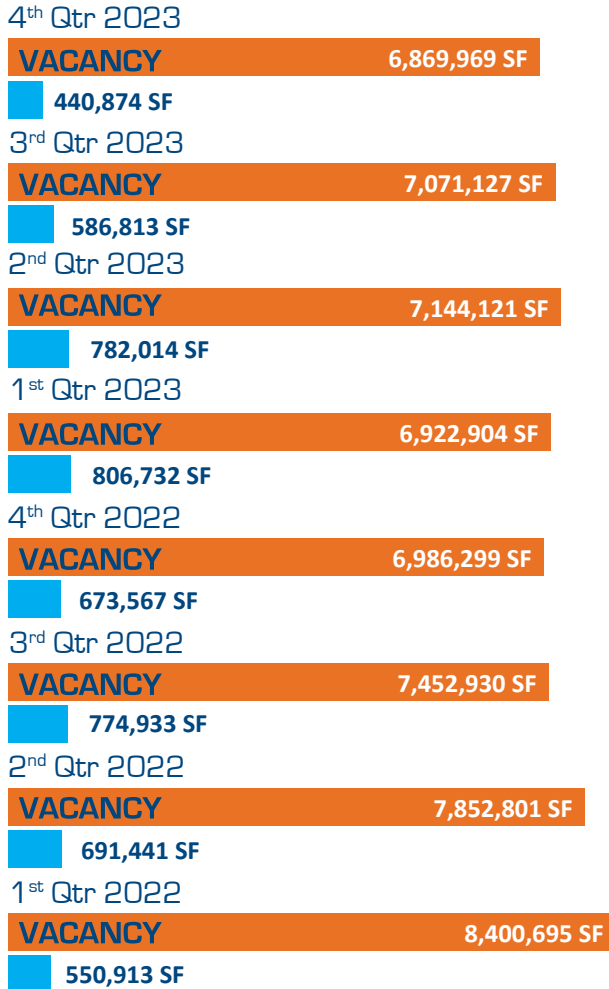 4th Qtr 2023
VACANCY 6,869,969 SF
440,874 SF
3rd Qtr 2023
VACANCY 7,071,127 SF
586,813 SF
2nd Qtr 2023
VACANCY 7,144,121 SF
782,014 SF
1st Qtr 2023
VACANCY 6,922,904 SF
806,732 SF
4th Qtr 2022
VACANCY 6,986,299 SF
673,567 SF
3rd Qtr 2022
VACANCY 7,452,930 SF
774,933 SF
2nd Qtr 2022
VACANCY 7,852,801 SF
691,441 SF
1st Qtr 2022
VACANCY 8,400,695 SF
550,913 SF